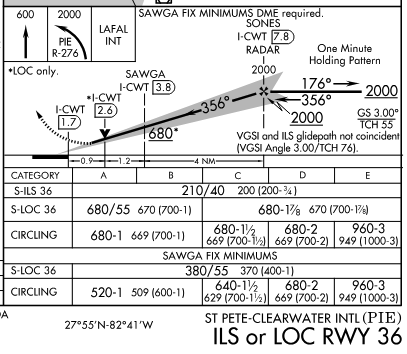 600
2000
PIE
R-276
LAFAL
INT
SAWGA FIX MINIMUMS DME required.
SONES
I-CWT 7.8
RADAR
One Minute
Holding Pattern
*LOC only.
SAWGA
I-CWT 3.8
2000
*I-CWT
2.6
I-CWT
1.7
356°
176°
356°
2000
2000
680*
GS 3.00°
TCH 55
VGSI and ILS glidepath not coincident
(VGSI Angle 3.00/TCH 76).
0.9
1.2
4 NM
CATEGORY A B C D E
S-ILS 36 210/40 200 (200-¾)
S-LOC 36 680/55 670 (700-1) 680-1⅞ 670 (700-1⅞)
CIRCLING 680-1 669 (700-1) 680-1½ 669 (700-1½) 680-2 669 (700-2) 960-3 949 (1000-3)
SAWGA FIX MINIMUMS
S-LOC 36 380/55 370 (400-1)
CIRCLING 520-1 509 (600-1) 640-1½ 629 (700-1½) 680-2 669 (700-2) 960-3 949 (1000-3)
27°55'N-82°41'W
ST PETE-CLEARWATER INTL (PIE)
ILS or LOC RWY 36